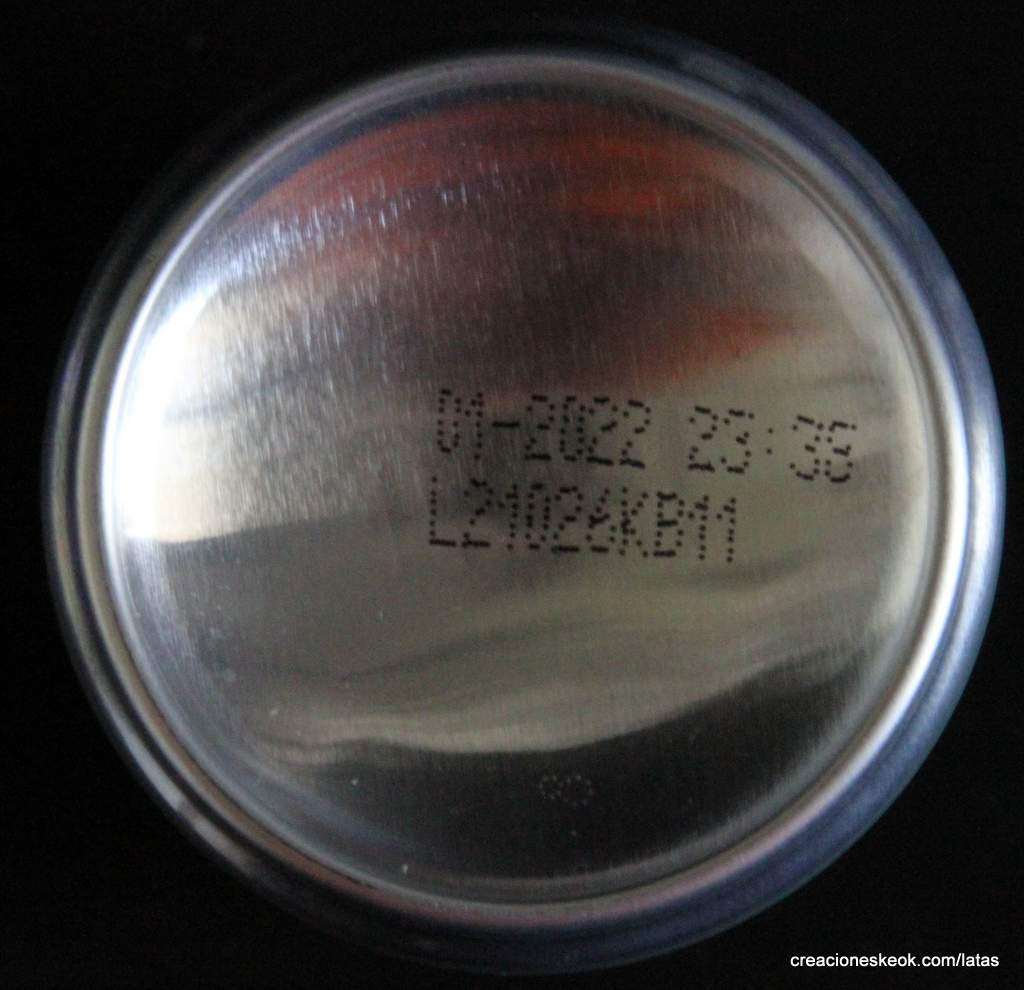 01-2022 23:36
L21026KB11
creacioneskeok.com/latas